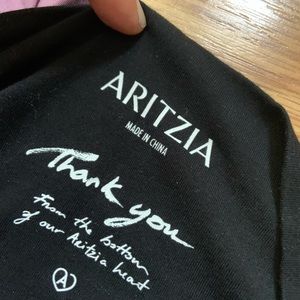 ARITZIA
MADE IN CHINA
Thank you
From the bottom
of our Aritzia heart
A